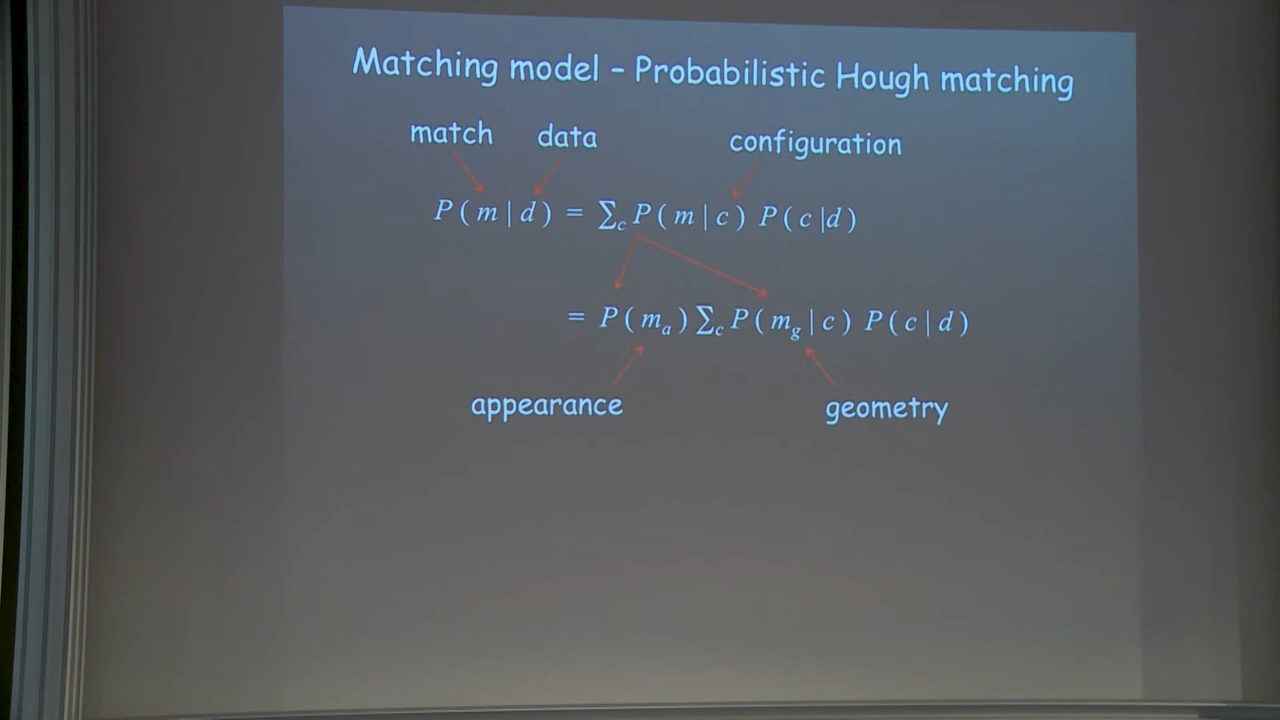 Matching model – Probabilistic Hough matching
match data configuration
P ( m | d ) = ∑c P ( m | c ) P ( c | d )
= P ( ma ) ∑c P ( mg | c ) P ( c | d )
appearance geometry